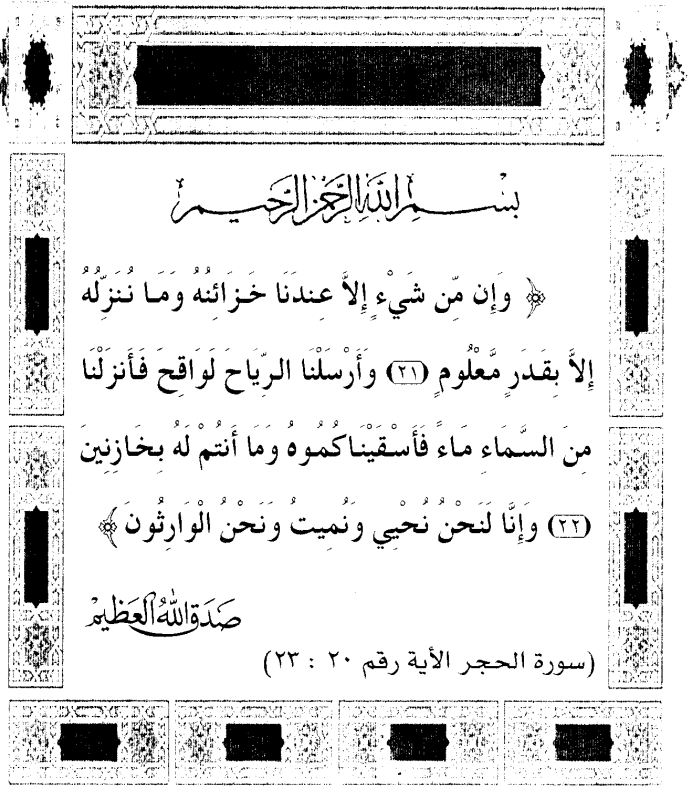 بسم الله الرحمن الرحيم
﴿ وَإِن مِّن شَيْءٍ إِلاَّ عِندَنَا خَزَائِنُهُ وَمَا نُنَزِّلُهُ
إِلاَّ بِقَدَرٍ مَّعْلُومٍ (٢١) وَأَرْسَلْنَا الرِّيَاحَ لَوَاقِحَ فَأَنزَلْنَا
مِنَ السَّمَاءِ مَاءً فَأَسْقَيْنَاكُمُوهُ وَمَا أَنتُمْ لَهُ بِخَازِنِينَ
(٢٢) وَإِنَّا لَنَحْنُ نُحْيِي وَنُمِيتُ وَنَحْنُ الْوَارِثُونَ ﴾
صدق الله العظيم
(سورة الحجر الأية رقم ٢٠ : ٢٣)